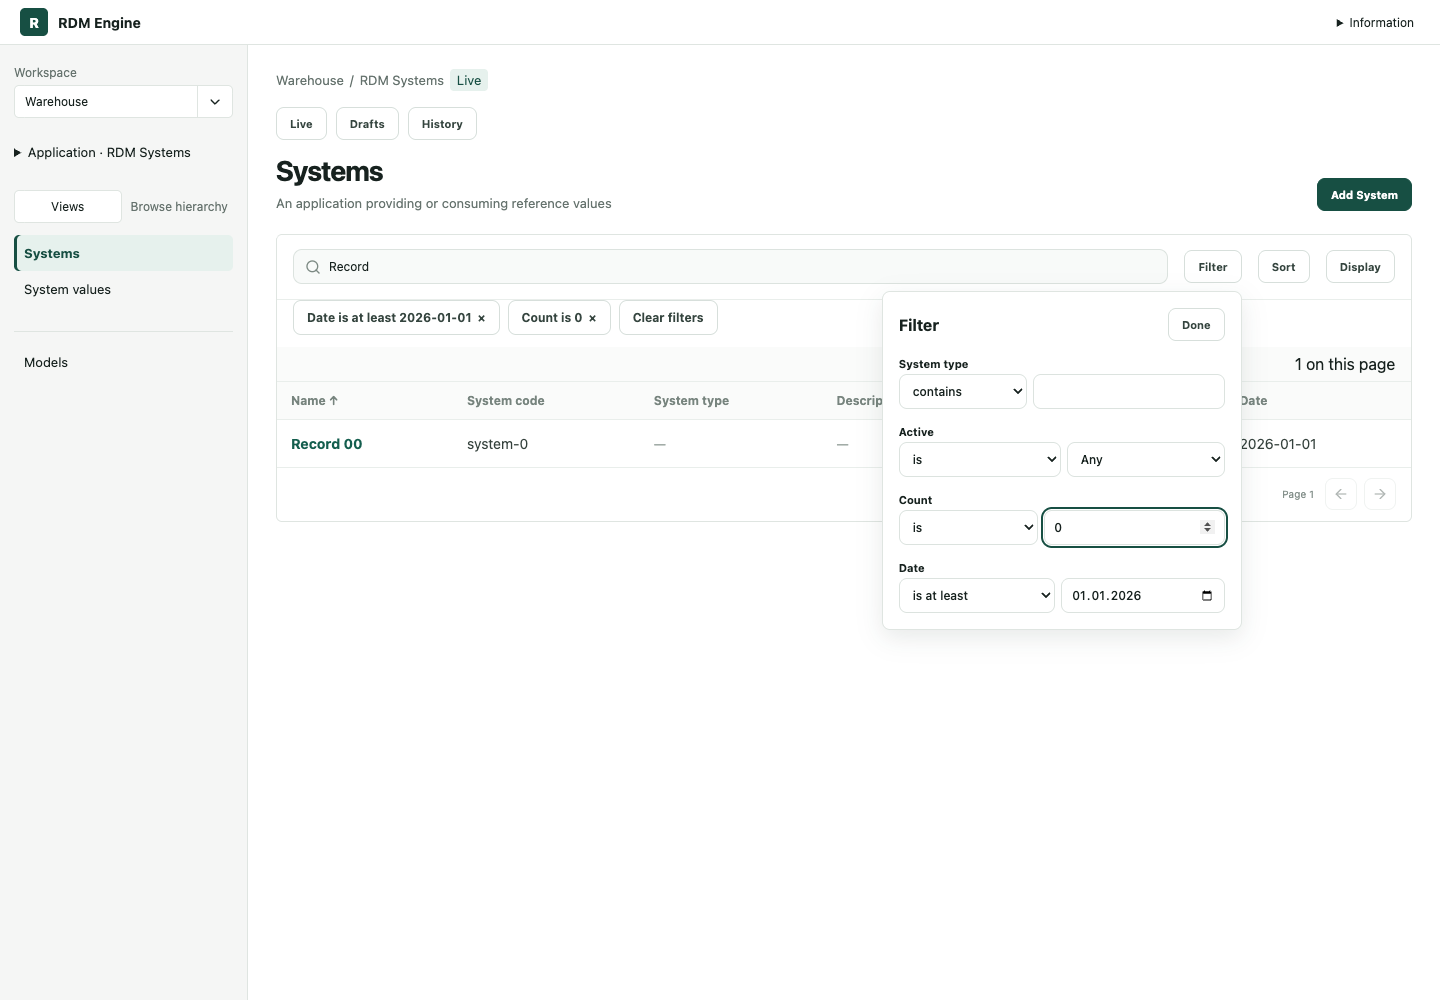 R RDM Engine
Information
Workspace
Warehouse
Application · RDM Systems
Views Browse hierarchy
Systems
System values
Models
Warehouse / RDM Systems Live
Live Drafts History
Systems
An application providing or consuming reference values
Add System
Record
Filter Sort Display
Date is at least 2026-01-01 × Count is 0 × Clear filters
1 on this page
Name ↑ System code System type Descrip Date
Record 00 system-0 — — 2026-01-01
Page 1
Filter
Done
System type
contains
Active
is Any
Count
is 0
Date
is at least 01.01.2026